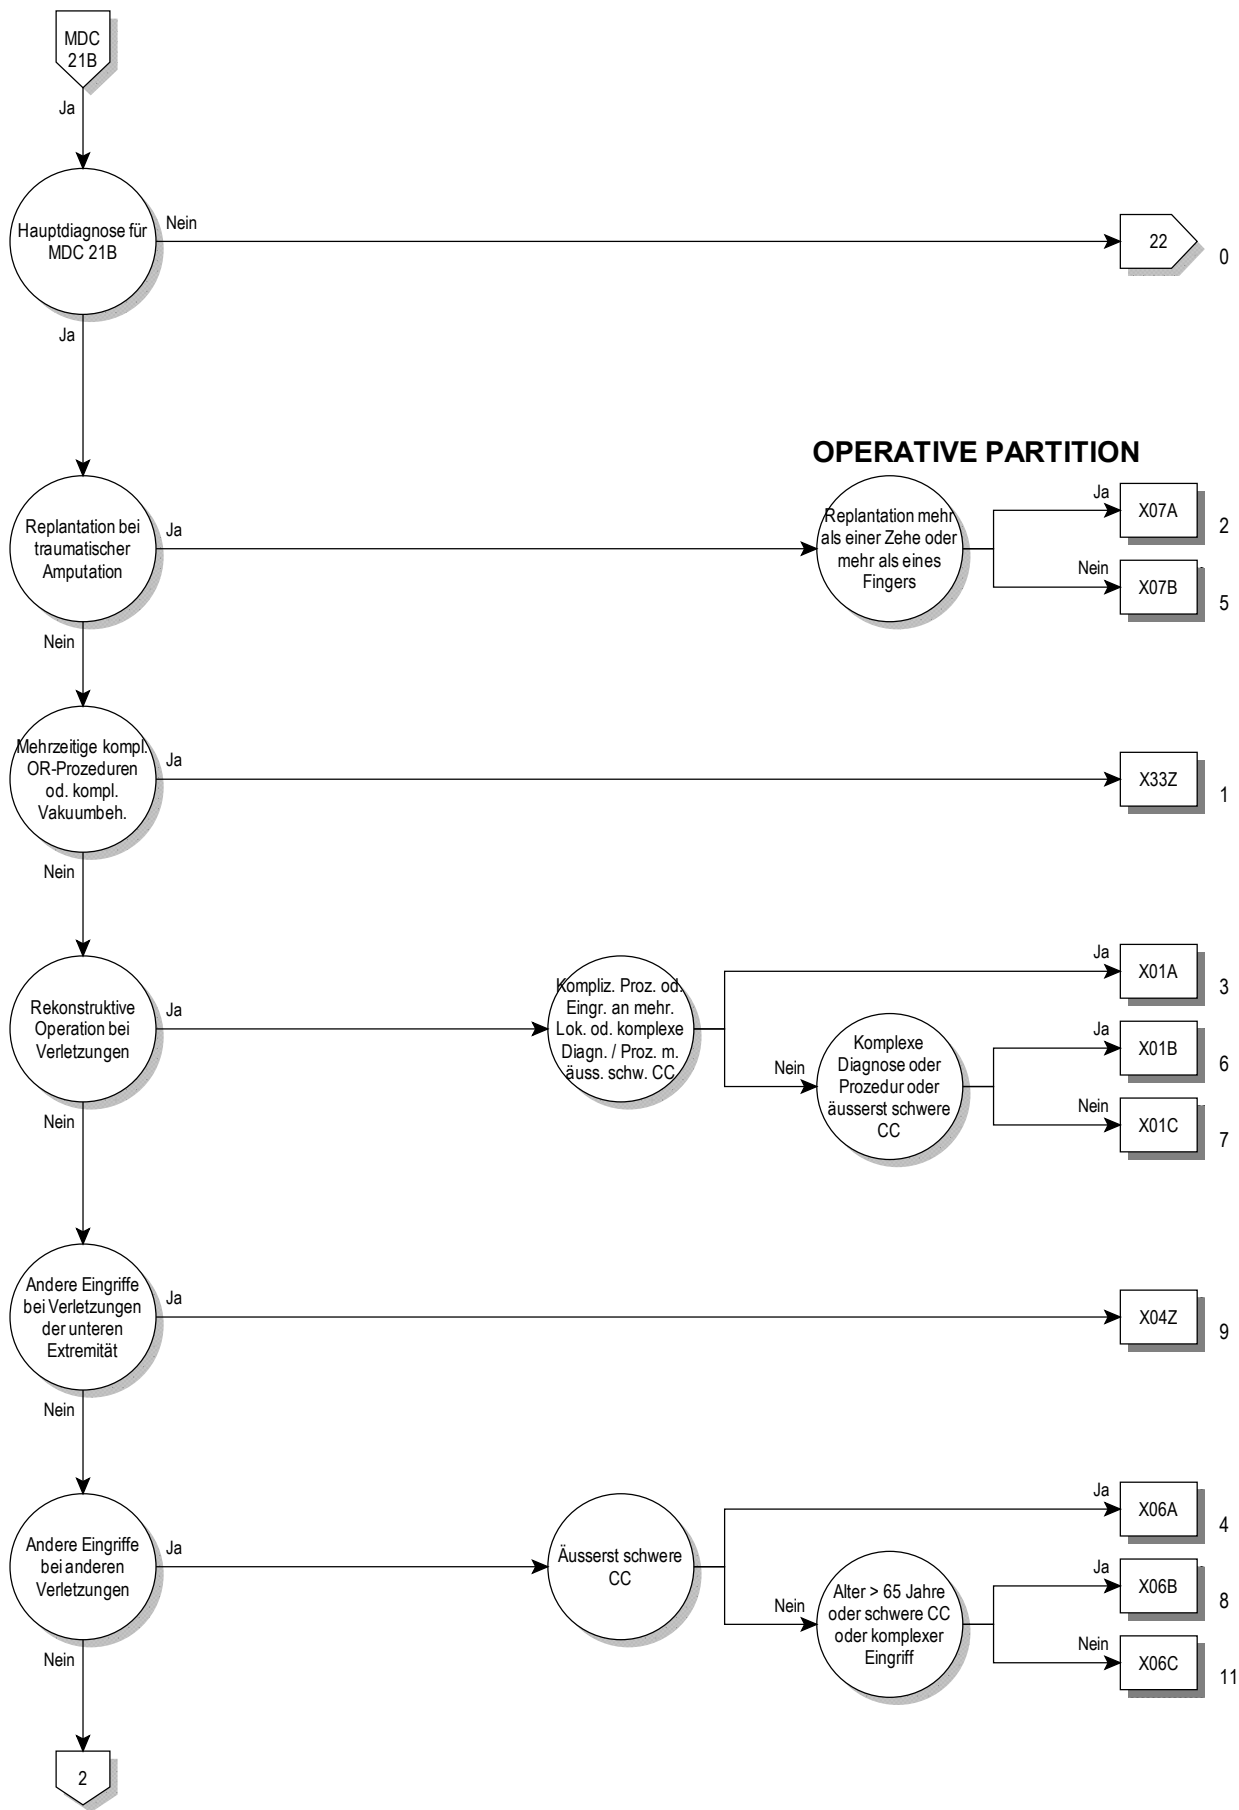 MDC
21B
Ja
Hauptdiagnose für
MDC 21B
Nein
22
0
Ja
OPERATIVE PARTITION
Replantation bei
traumatischer
Amputation
Ja
Replantation mehr
als einer Zehe oder
mehr als eines
Fingers
Ja
X07A
2
Nein
X07B
5
Nein
Mehrzeitige kompl.
OR-Prozeduren
od. kompl.
Vakuumbeh.
Ja
X33Z
1
Nein
Rekonstruktive
Operation bei
Verletzungen
Ja
Kompliz. Proz. od.
Eingr. an mehr.
Lok. od. komplexe
Diagn. / Proz. m.
äuss. schw. CC
Ja
X01A
3
Nein
Komplexe
Diagnose oder
Prozedur oder
äusserst schwere
CC
Ja
X01B
6
Nein
X01C
7
Nein
Andere Eingriffe
bei Verletzungen
der unteren
Extremität
Ja
X04Z
9
Nein
Andere Eingriffe
bei anderen
Verletzungen
Ja
Äusserst schwere
CC
Ja
X06A
4
Nein
Alter > 65 Jahre
oder schwere CC
oder komplexer
Eingriff
Ja
X06B
8
Nein
X06C
11
Nein
2